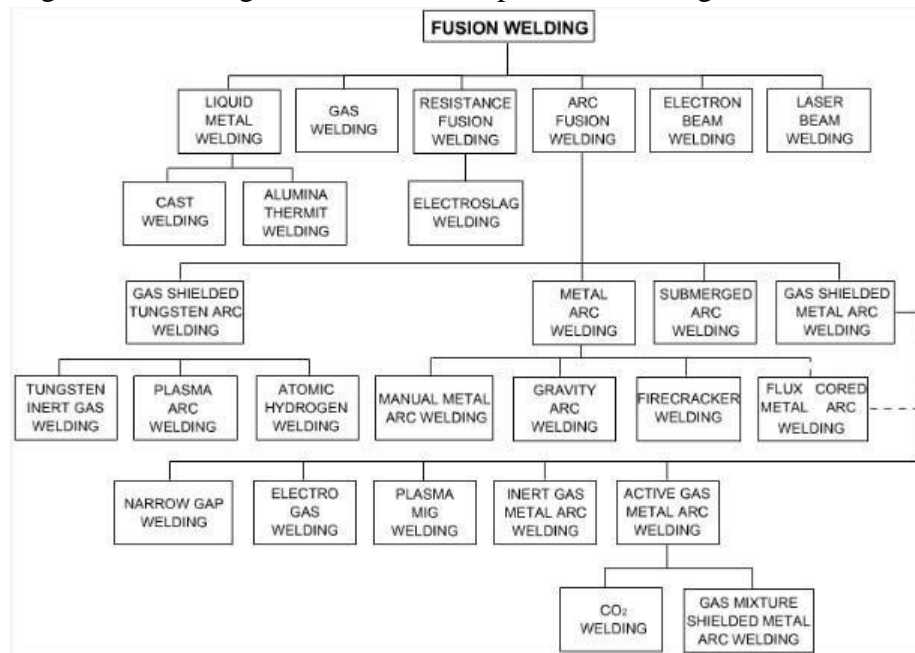 FUSION WELDING
LIQUID
METAL
WELDING
GAS
WELDING
RESISTANCE
FUSION
WELDING
ARC
FUSION
WELDING
ELECTRON
BEAM
WELDING
LASER
BEAM
WELDING
CAST
WELDING
ALUMINA
THERMIT
WELDING
ELECTROSLAG
WELDING
GAS SHIELDED
TUNGSTEN ARC
WELDING
METAL
ARC
WELDING
SUBMERGED
ARC
WELDING
GAS SHIELDED
METAL ARC
WELDING
TUNGSTEN
INERT GAS
WELDING
PLASMA
ARC
WELDING
ATOMIC
HYDROGEN
WELDING
MANUAL METAL
ARC WELDING
GRAVITY
ARC
WELDING
FIRECRACKER
WELDING
FLUX CORED
METAL ARC
WELDING
NARROW GAP
WELDING
ELECTRO
GAS
WELDING
PLASMA
MIG
WELDING
INERT GAS
METAL ARC
WELDING
ACTIVE GAS
METAL ARC
WELDING
CO₂
WELDING
GAS MIXTURE
SHIELDED METAL
ARC WELDING